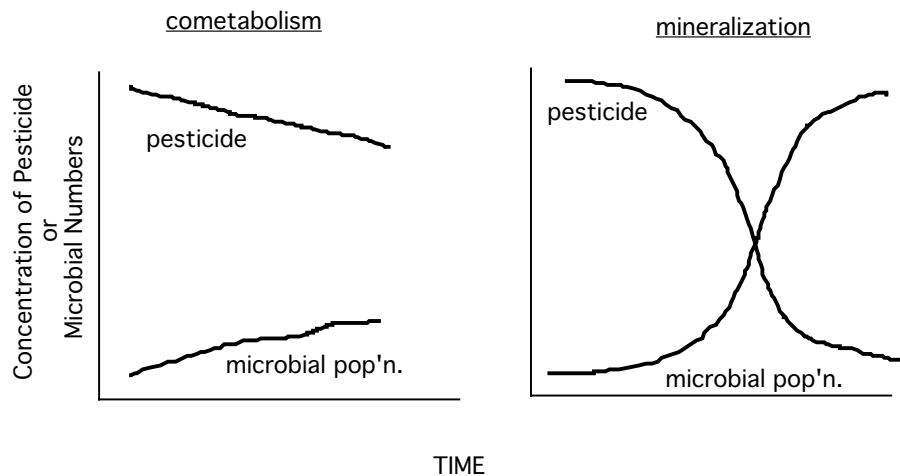 cometabolism
mineralization
Concentration of Pesticide
or
Microbial Numbers
pesticide
microbial pop'n.
pesticide
microbial pop'n.
TIME